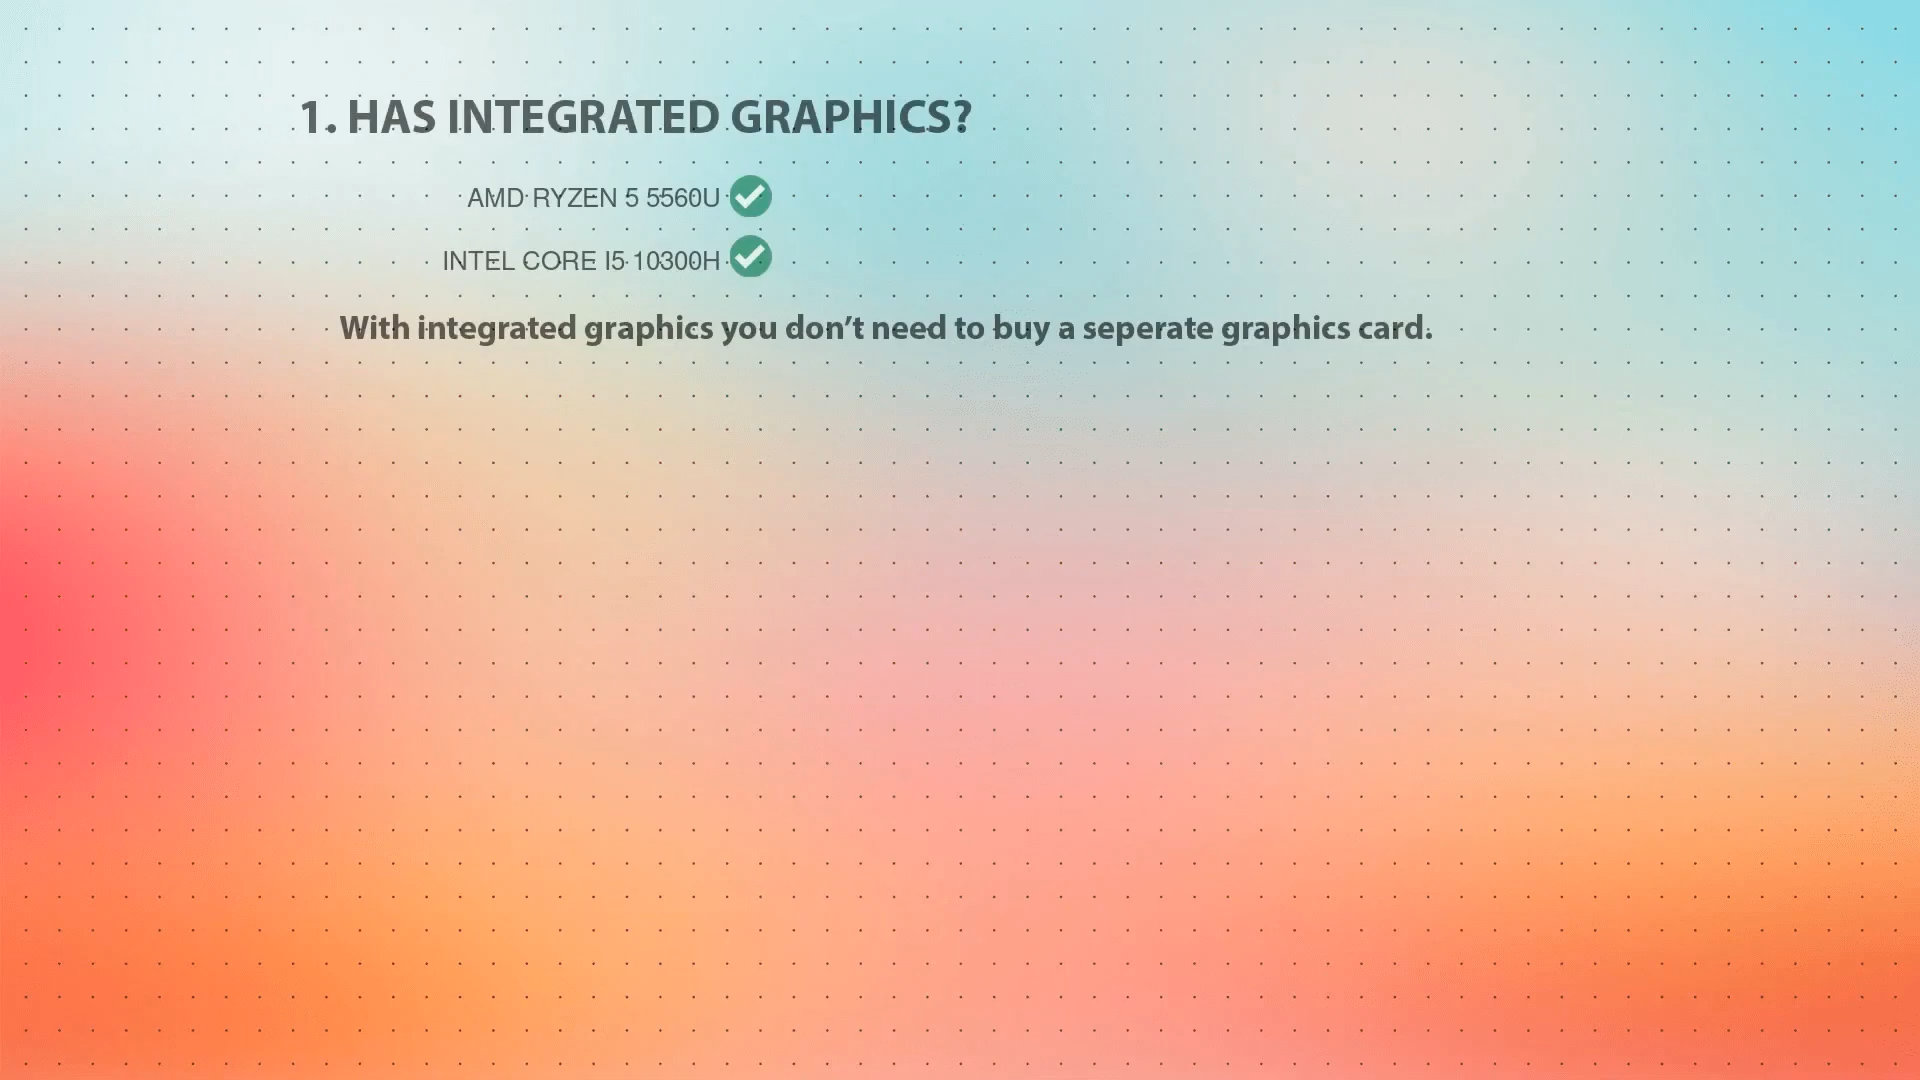 1. HAS INTEGRATED GRAPHICS?
AMD RYZEN 5 5560U
INTEL CORE I5 10300H
With integrated graphics you don’t need to buy a seperate graphics card.